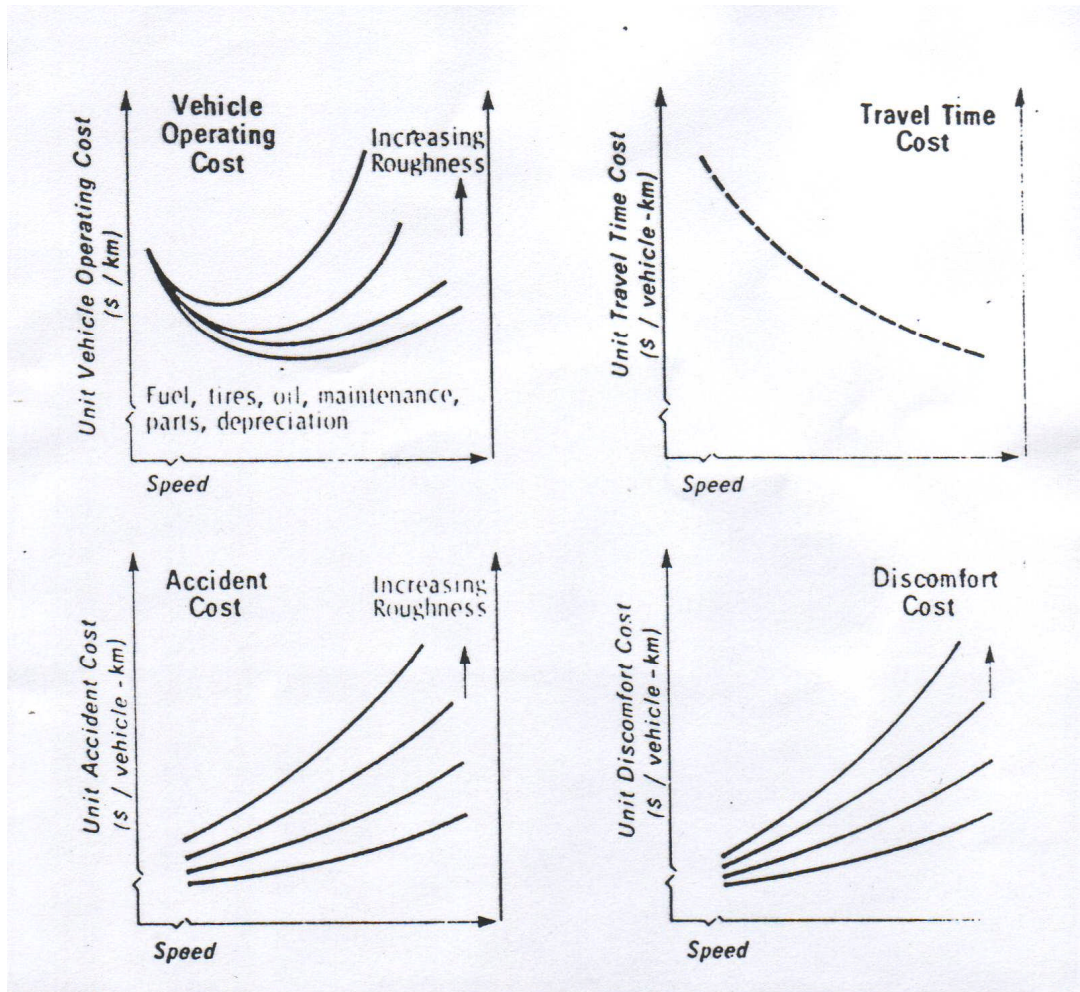 Vehicle
Operating
Cost
Increasing
Roughness
Unit Vehicle Operating Cost
($ / km)
Fuel, tires, oil, maintenance,
parts, depreciation
Speed
Travel Time
Cost
Unit Travel Time Cost
($ / vehicle - km)
Speed
Accident
Cost
Increasing
Roughness
Unit Accident Cost
($ / vehicle - km)
Speed
Discomfort
Cost
Unit Discomfort Cost
($ / vehicle - km)
Speed